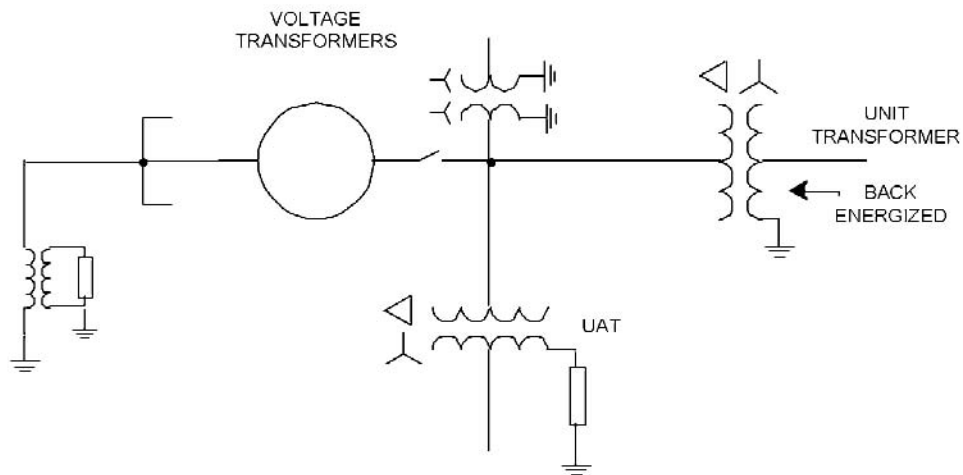 VOLTAGE
TRANSFORMERS
UNIT
TRANSFORMER
BACK
ENERGIZED
UAT